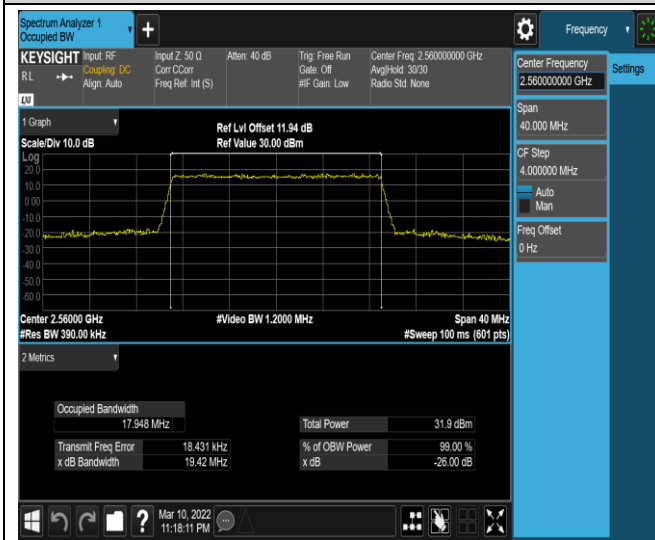 Spectrum Analyzer 1
Occupied BW
Frequency
KEYSIGHT
R L
LXI
Input: RF
Coupling: DC
Align: Auto
Input Z: 50 Ω
Corr CCorr
Freq Ref: Int (S)
Atten: 40 dB
Trig: Free Run
Gate: Off
#IF Gain: Low
Center Freq: 2.560000000 GHz
Avg|Hold: 30/30
Radio Std: None
Center Frequency
2.560000000 GHz
Settings
Span
40.000 MHz
CF Step
4.000000 MHz
Auto
Man
Freq Offset
0 Hz
1 Graph
Scale/Div 10.0 dB
Ref Lvl Offset 11.94 dB
Ref Value 30.00 dBm
Log
20.0
10.0
0.00
-10.0
-20.0
-30.0
-40.0
-50.0
-60.0
Center 2.56000 GHz
#Res BW 390.00 kHz
#Video BW 1.2000 MHz
Span 40 MHz
#Sweep 100 ms (601 pts)
2 Metrics
Occupied Bandwidth
17.948 MHz
Transmit Freq Error 18.431 kHz
x dB Bandwidth 19.42 MHz
Total Power 31.9 dBm
% of OBW Power 99.00 %
x dB -26.00 dB
?
Mar 10, 2022
11:18:11 PM